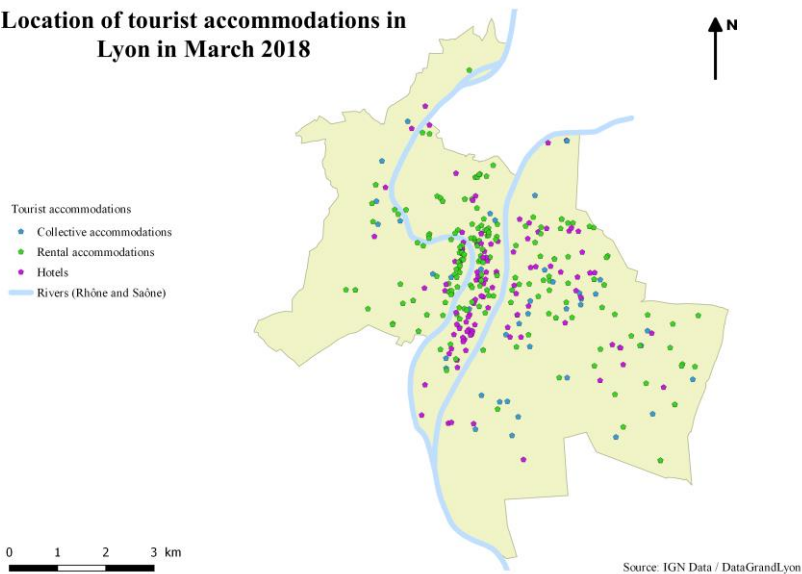 Location of tourist accommodations in
Lyon in March 2018
N
Tourist accommodations
Collective accommodations
Rental accommodations
Hotels
Rivers (Rhône and Saône)
0 1 2 3 km
Source: IGN Data / DataGrandLyon